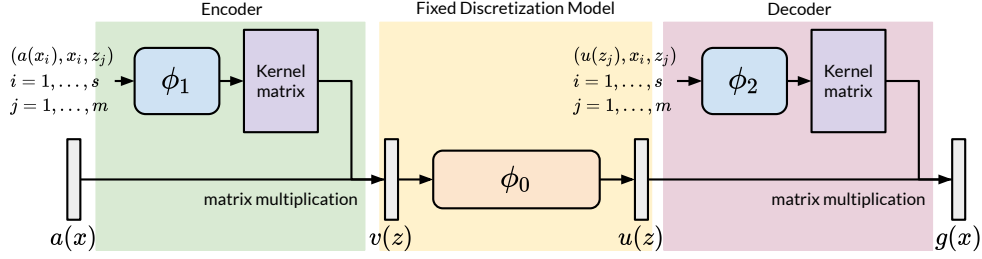 Encoder
Fixed Discretization Model
Decoder
(a(x_i), x_i, z_j)
i = 1, . . . , s
j = 1, . . . , m
ϕ_1
Kernel
matrix
(u(z_j), x_i, z_j)
i = 1, . . . , s
j = 1, . . . , m
ϕ_2
Kernel
matrix
ϕ_0
matrix multiplication
matrix multiplication
a(x)
v(z)
u(z)
g(x)